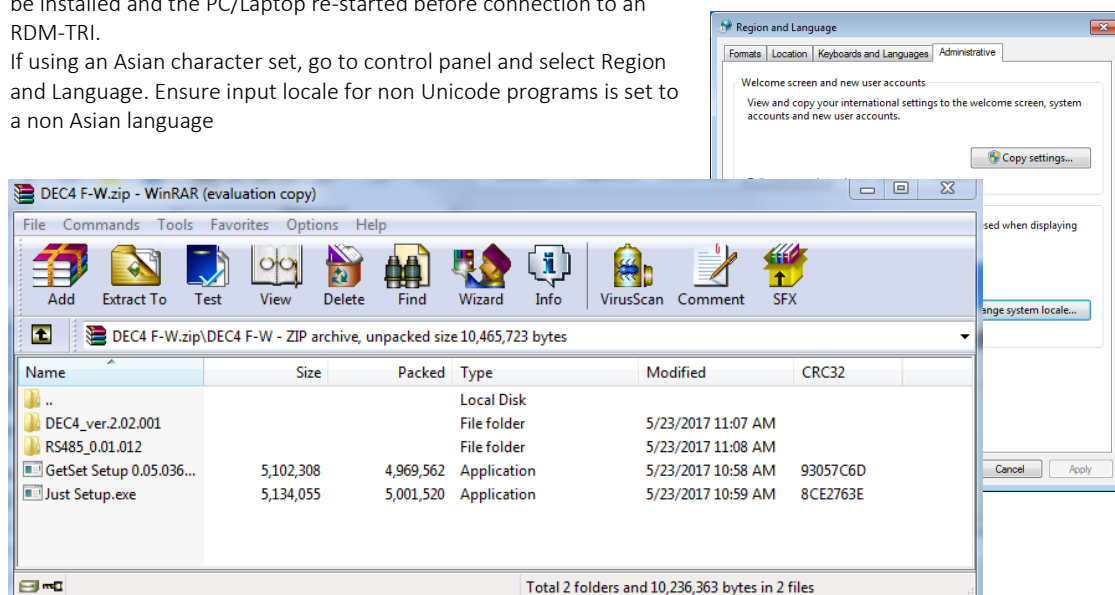 be installed and the PC/Laptop re-started before connection to an
RDM-TRI.
If using an Asian character set, go to control panel and select Region
and Language. Ensure input locale for non Unicode programs is set to
a non Asian language
Region and Language
Formats Location Keyboards and Languages Administrative
Welcome screen and new user accounts
View and copy your international settings to the welcome screen, system
accounts and new user accounts.
Copy settings...
sed when displaying
ange system locale...
Cancel Apply
DEC4 F-W.zip - WinRAR (evaluation copy)
File Commands Tools Favorites Options Help
Add Extract To Test View Delete Find Wizard Info VirusScan Comment SFX
DEC4 F-W.zip\DEC4 F-W - ZIP archive, unpacked size 10,465,723 bytes
Name Size Packed Type Modified CRC32
.. Local Disk
DEC4_ver.2.02.001 File folder 5/23/2017 11:07 AM
RS485_0.01.012 File folder 5/23/2017 11:08 AM
GetSet Setup 0.05.036... 5,102,308 4,969,562 Application 5/23/2017 10:58 AM 93057C6D
Just Setup.exe 5,134,055 5,001,520 Application 5/23/2017 10:59 AM 8CE2763E
Total 2 folders and 10,236,363 bytes in 2 files